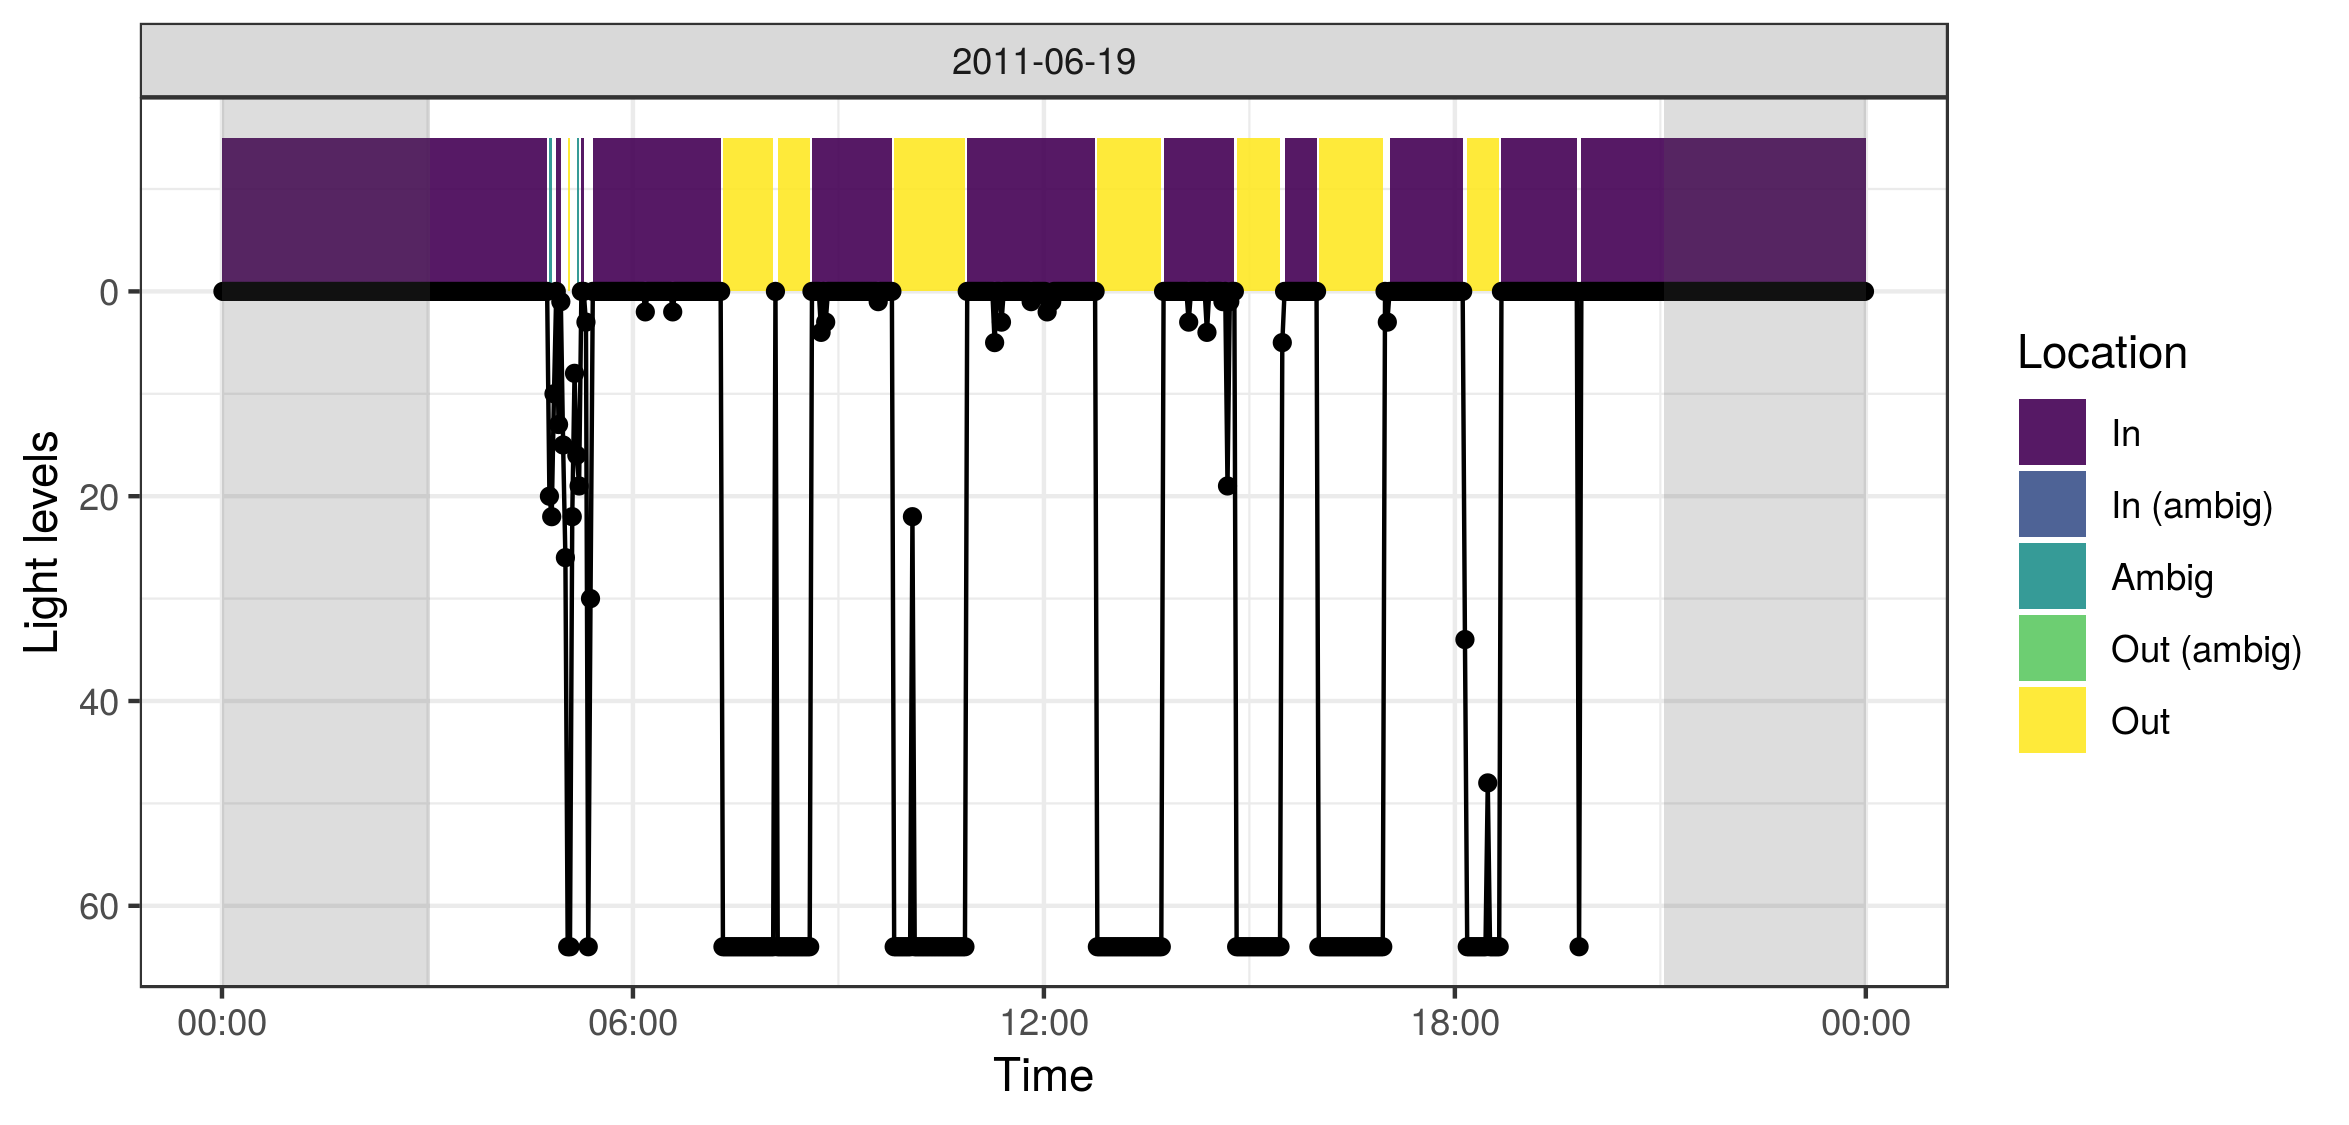 2011-06-19
Light levels
0
20
40
60
00:00 06:00 12:00 18:00 00:00
Time
Location
In
In (ambig)
Ambig
Out (ambig)
Out